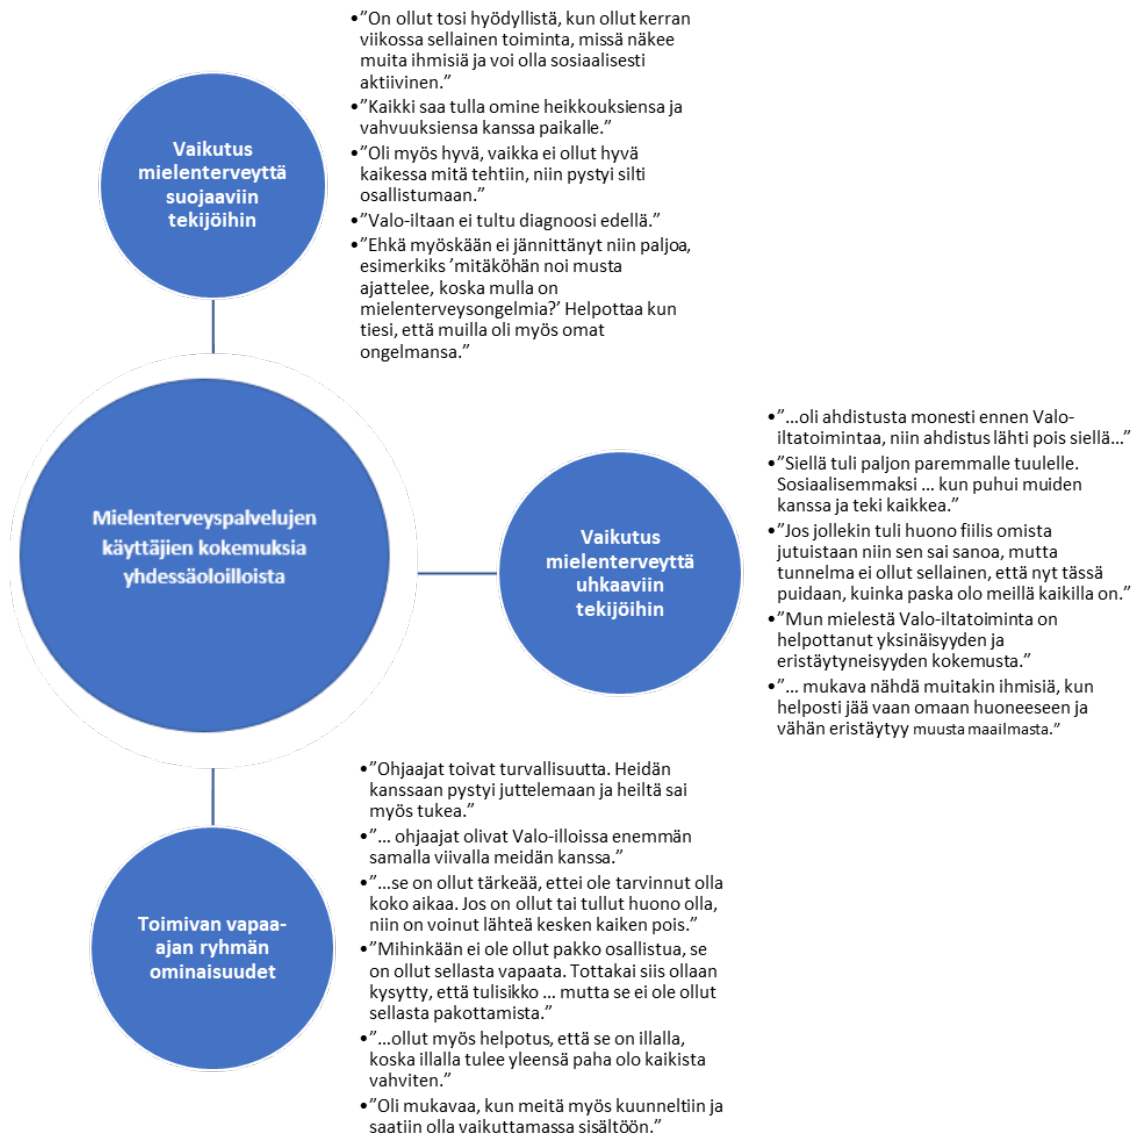 •”On ollut tosi hyödyllistä, kun ollut kerran
viikossa sellainen toiminta, missä näkee
muita ihmisiä ja voi olla sosiaalisesti
aktiivinen.”
•”Kaikki saa tulla omine heikkouksiensa ja
vahvuuksiensa kanssa paikalle.”
•”Oli myös hyvä, vaikka ei ollut hyvä
kaikessa mitä tehtiin, niin pystyi silti
osallistumaan.”
•”Valo-iltaan ei tultu diagnoosi edellä.”
•”Ehkä myöskään ei jännittänyt niin paljoa,
esimerkiks ’mitäköhän noi musta
ajattelee, koska mulla on
mielenterveysongelmia?’ Helpottaa kun
tiesi, että muilla oli myös omat
ongelmansa.”
Vaikutus
mielenterveyttä
suojaaviin
tekijöihin
Mielenterveyspalvelujen
käyttäjien kokemuksia
yhdessäoloilloista
Vaikutus
mielenterveyttä
uhkaaviin
tekijöihin
•”...oli ahdistusta monesti ennen Valo-
iltatoimintaa, niin ahdistus lähti pois siellä...”
•”Siellä tuli paljon paremmalle tuulelle.
Sosiaalisemmaksi ... kun puhui muiden
kanssa ja teki kaikkea.”
•”Jos jollekin tuli huono fiilis omista
jutuistaan niin sen sai sanoa, mutta
tunnelma ei ollut sellainen, että nyt tässä
puidaan, kuinka paska olo meillä kaikilla on.”
•”Mun mielestä Valo-iltatoiminta on
helpottanut yksinäisyyden ja
eristäytyneisyyden kokemusta.”
•”... mukava nähdä muitakin ihmisiä, kun
helposti jää vaan omaan huoneeseen ja
vähän eristäytyy muusta maailmasta.”
Toimivan vapaa-
ajan ryhmän
ominaisuudet
•”Ohjaajat toivat turvallisuutta. Heidän
kanssaan pystyi juttelemaan ja heiltä sai
myös tukea.”
•”... ohjaajat olivat Valo-illoissa enemmän
samalla viivalla meidän kanssa.”
•”...se on ollut tärkeää, ettei ole tarvinnut olla
koko aikaa. Jos on ollut tai tullut huono olla,
niin on voinut lähteä kesken kaiken pois.”
•”Mihinkään ei ole ollut pakko osallistua, se
on ollut sellasta vapaata. Tottakai siis ollaan
kysytty, että tulisikko ... mutta se ei ole ollut
sellasta pakottamista.”
•”...ollut myös helpotus, että se on illalla,
koska illalla tulee yleensä paha olo kaikista
vahviten.”
•”Oli mukavaa, kun meitä myös kuunneltiin ja
saatiin olla vaikuttamassa sisältöön.”